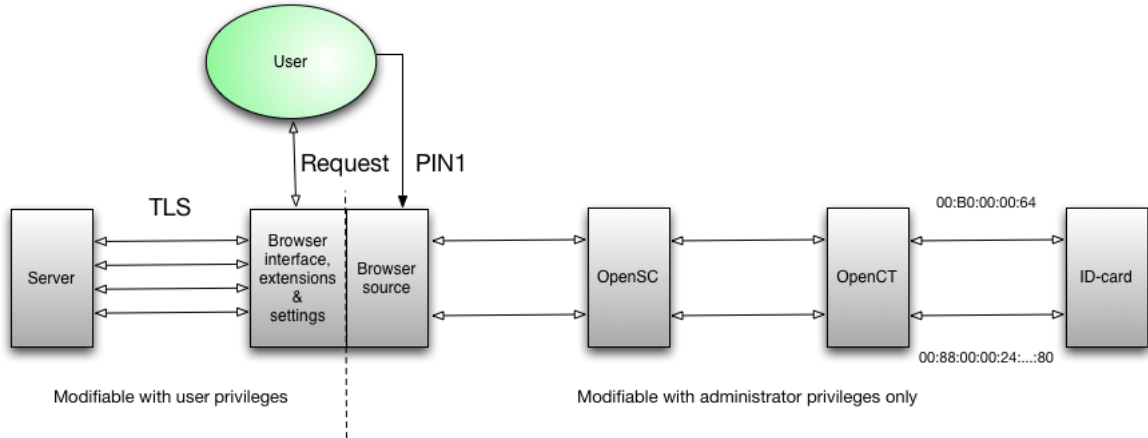 User
Request
PIN1
TLS
00:B0:00:00:64
Server
Browser
interface,
extensions
&
settings
Browser
source
OpenSC
OpenCT
ID-card
00:88:00:00:24:...:80
Modifiable with user privileges
Modifiable with administrator privileges only